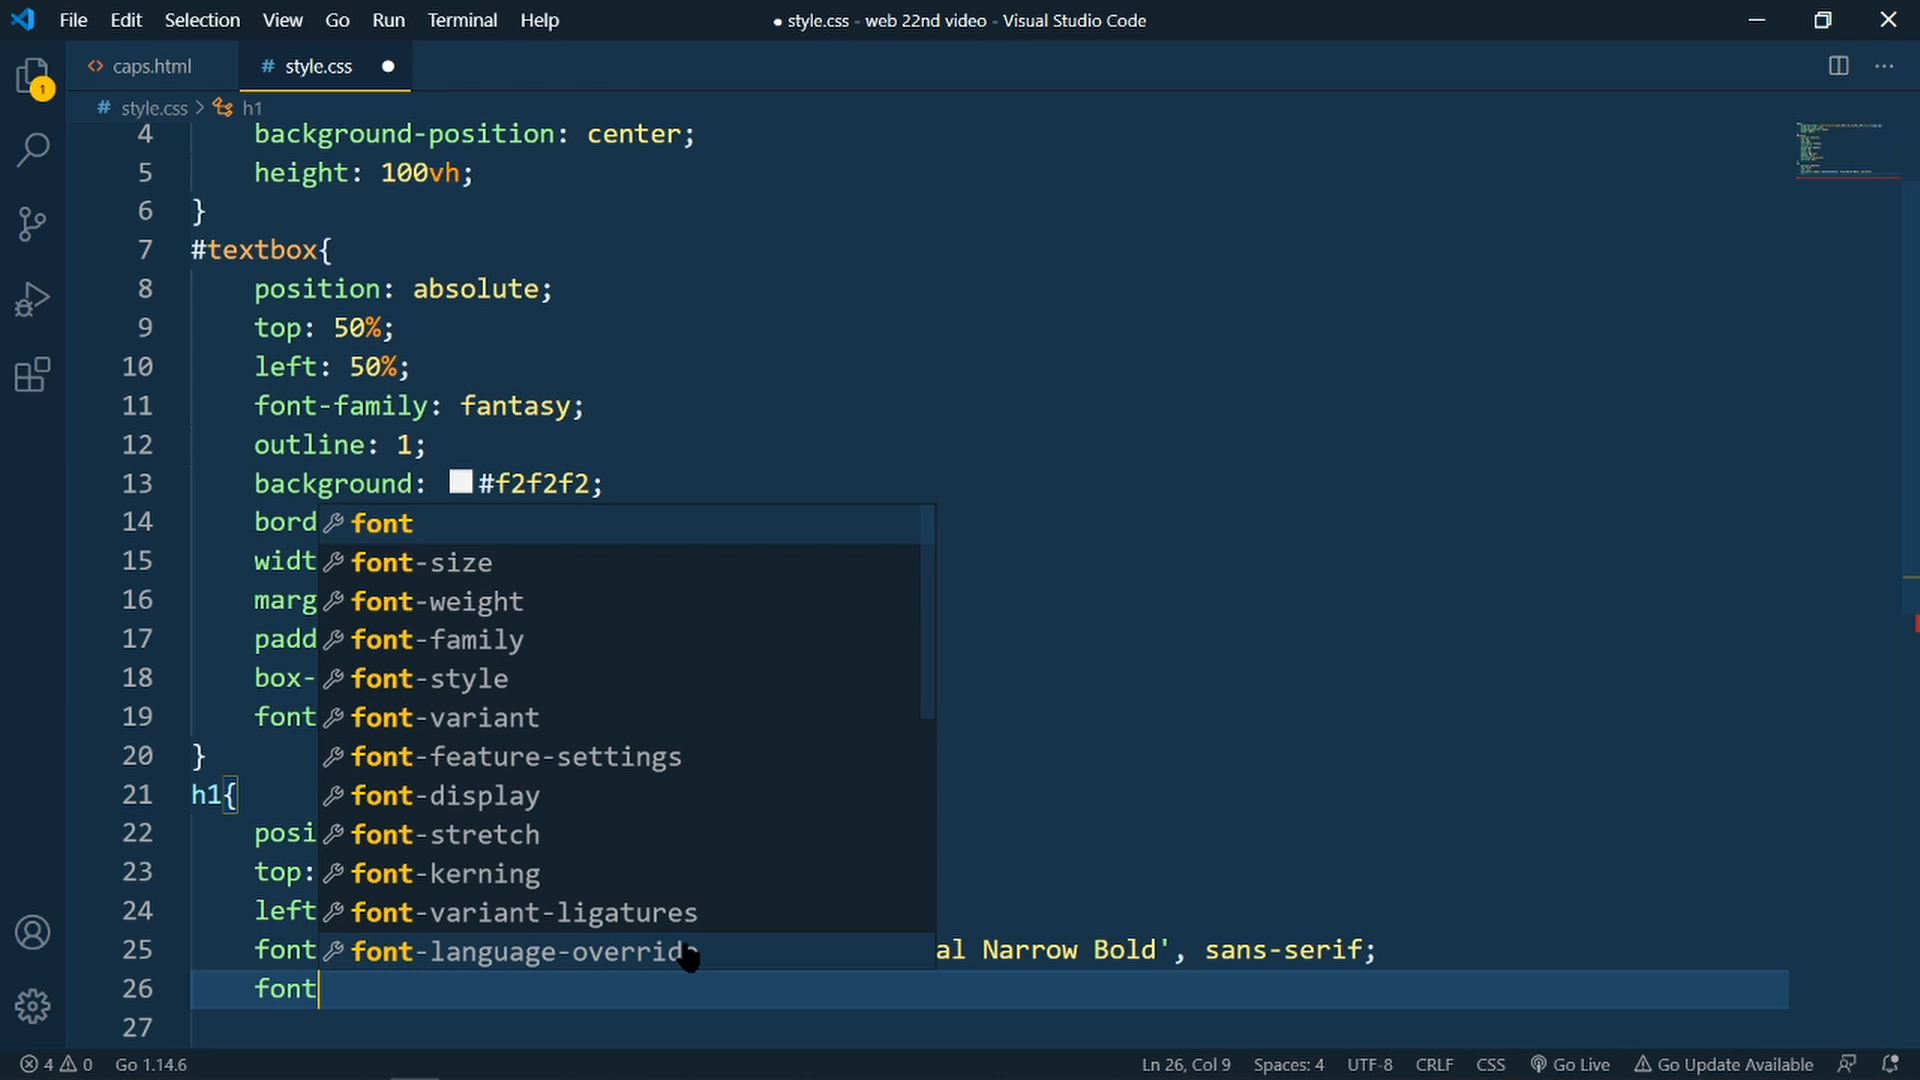 File Edit Selection View Go Run Terminal Help
● style.css - web 22nd video - Visual Studio Code
<> caps.html
# style.css ●
# style.css > h1
1
4 background-position: center;
5 height: 100vh;
6 }
7 #textbox{
8 position: absolute;
9 top: 50%;
10 left: 50%;
11 font-family: fantasy;
12 outline: 1;
13 background: #f2f2f2;
14 bord font
15 widt font-size
16 marg font-weight
17 padd font-family
18 box- font-style
19 font font-variant
20 } font-feature-settings
21 h1{ font-display
22 posi font-stretch
23 top: font-kerning
24 left font-variant-ligatures
25 font font-language-override al Narrow Bold', sans-serif;
26 font
27
4 0 Go 1.14.6 Ln 26, Col 9 Spaces: 4 UTF-8 CRLF CSS Go Live Go Update Available